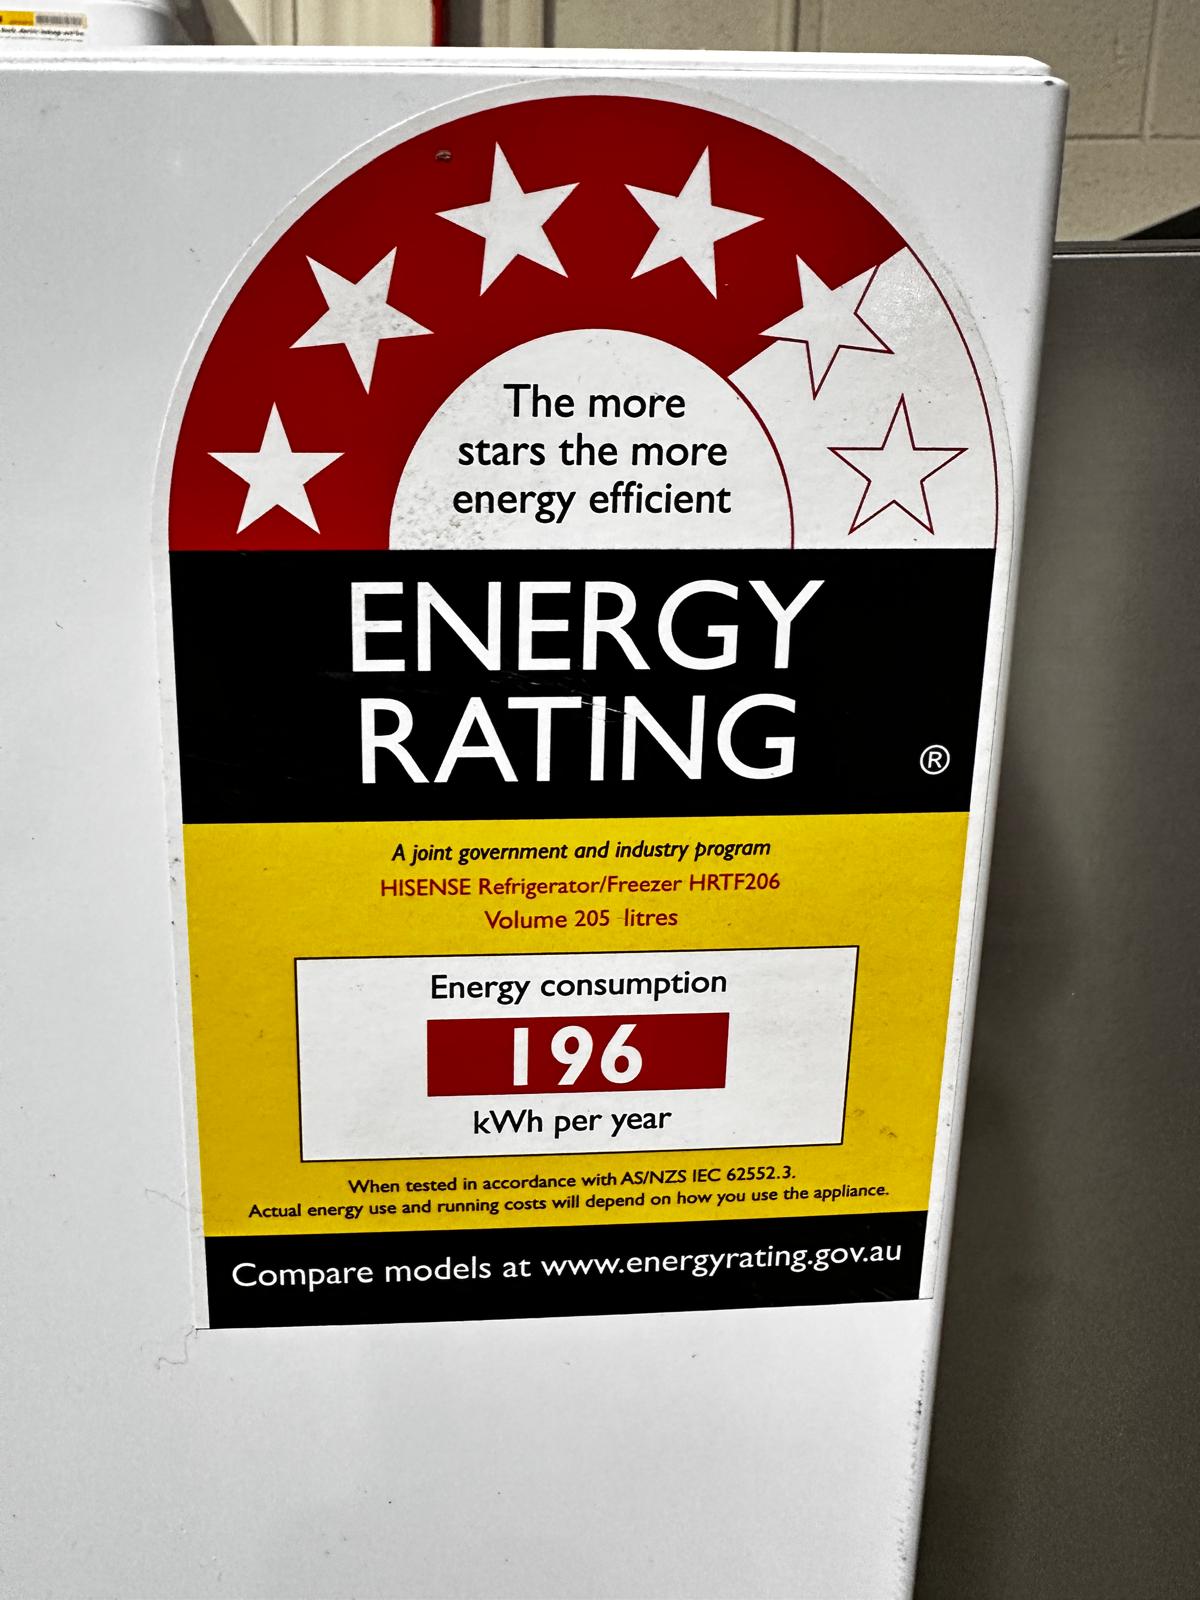 The more
stars the more
energy efficient
ENERGY
RATING
®
A joint government and industry program
HISENSE Refrigerator/Freezer HRTF206
Volume 205 litres
Energy consumption
196
kWh per year
When tested in accordance with AS/NZS IEC 62552.3.
Actual energy use and running costs will depend on how you use the appliance.
Compare models at www.energyrating.gov.au